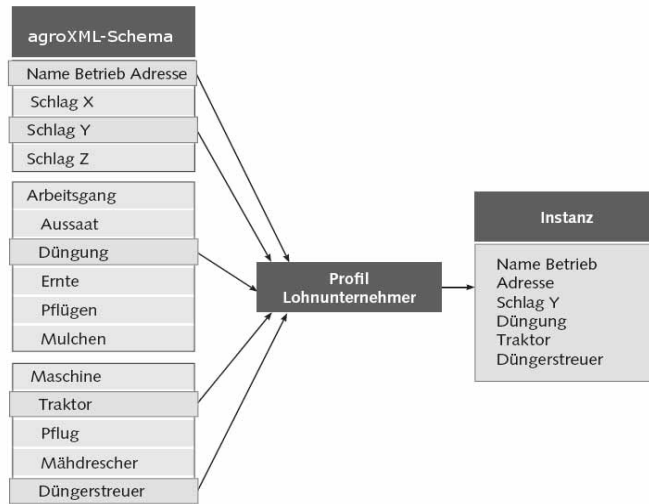 agroXML-Schema
Name Betrieb Adresse
Schlag X
Schlag Y
Schlag Z
Arbeitsgang
Aussaat
Düngung
Ernte
Pflügen
Mulchen
Maschine
Traktor
Pflug
Mähdrescher
Düngerstreuer
Profil
Lohnunternehmer
Instanz
Name Betrieb
Adresse
Schlag Y
Düngung
Traktor
Düngerstreuer